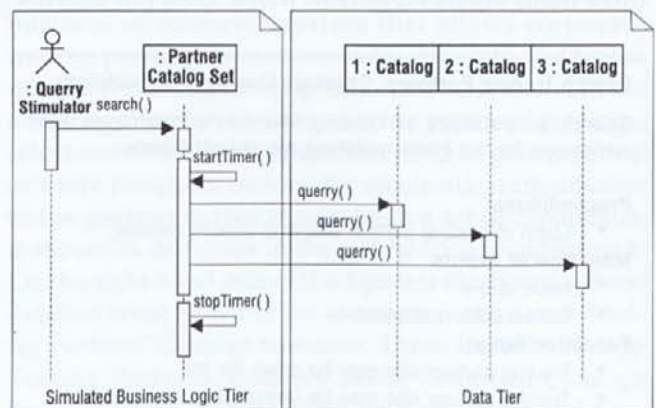 : Partner
Catalog Set
1 : Catalog
2 : Catalog
3 : Catalog
: Querry
Stimulator
search( )
startTimer( )
querry( )
querry( )
querry( )
stopTimer( )
Simulated Business Logic Tier
Data Tier